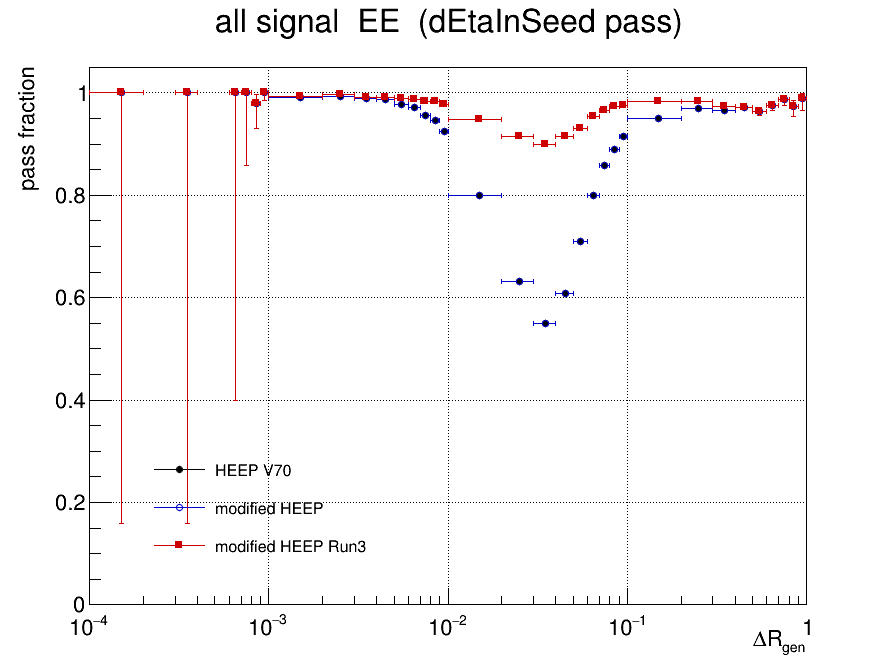 all signal EE (dEtaInSeed pass)
pass fraction
1
0.8
0.6
0.4
0.2
0
HEEP V70
modified HEEP
modified HEEP Run3
10⁻⁴
10⁻³
10⁻²
10⁻¹
1
ΔR_gen